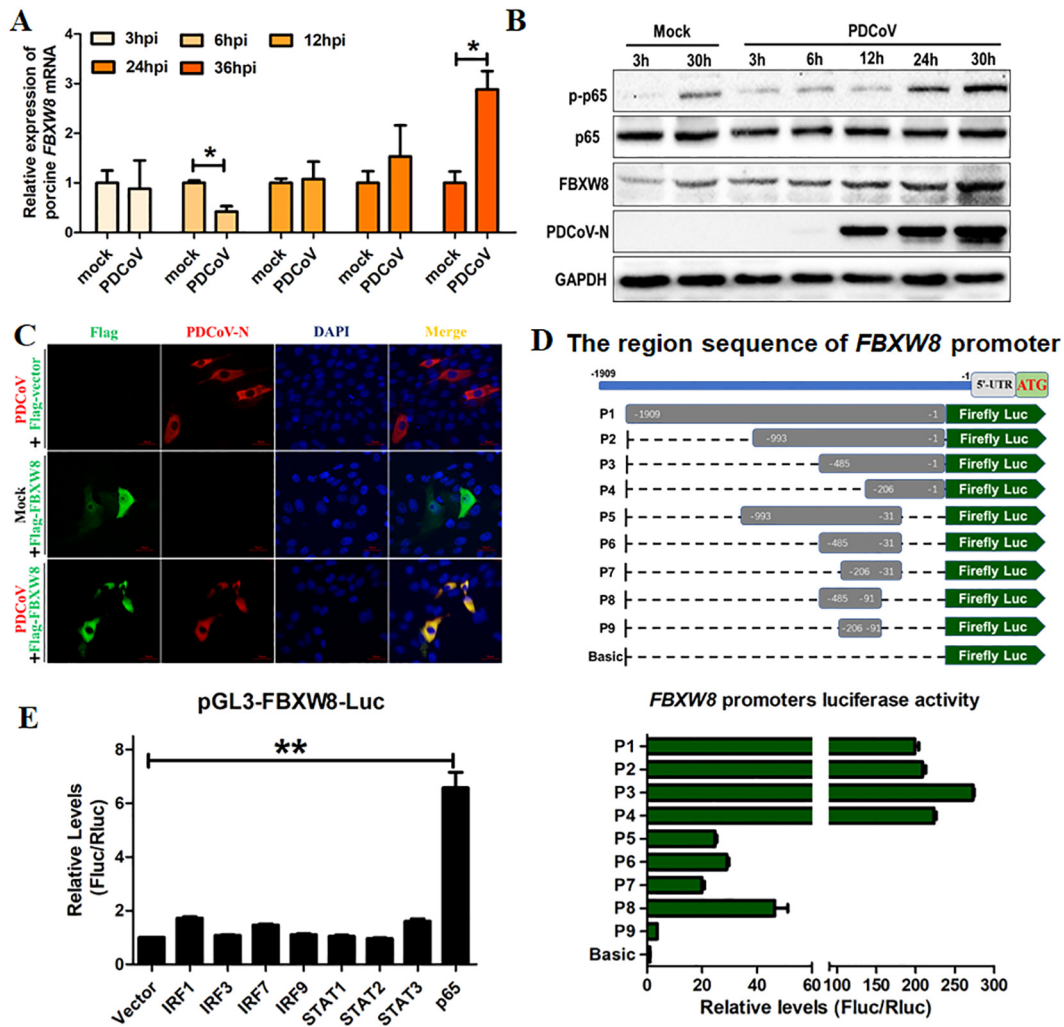 A
Relative expression of
porcine FBXW8 mRNA
3hpi 6hpi 12hpi
24hpi 36hpi
4
3
2
1
0
*
*
mock
PDCoV
mock
PDCoV
mock
PDCoV
mock
PDCoV
mock
PDCoV
B
Mock PDCoV
3h 30h 3h 6h 12h 24h 30h
p-p65
p65
FBXW8
PDCoV-N
GAPDH
C
Flag PDCoV-N DAPI Merge
PDCoV
+Flag-vector
Mock
+Flag-FBXW8
PDCoV
+Flag-FBXW8
D The region sequence of FBXW8 promoter
-1909 -1 5'-UTR ATG
P1 -1909 -1 Firefly Luc
P2 -993 -1 Firefly Luc
P3 -485 -1 Firefly Luc
P4 -206 -1 Firefly Luc
P5 -993 -31 Firefly Luc
P6 -485 -31 Firefly Luc
P7 -206 -31 Firefly Luc
P8 -485 -91 Firefly Luc
P9 -206 -91 Firefly Luc
Basic Firefly Luc
FBXW8 promoters luciferase activity
P1
P2
P3
P4
P5
P6
P7
P8
P9
Basic
0 20 40 60 100 150 200 250 300
Relative levels (Fluc/Rluc)
E
pGL3-FBXW8-Luc
**
Relative Levels
(Fluc/Rluc)
8
6
4
2
0
Vector
IRF1
IRF3
IRF7
IRF9
STAT1
STAT2
STAT3
p65